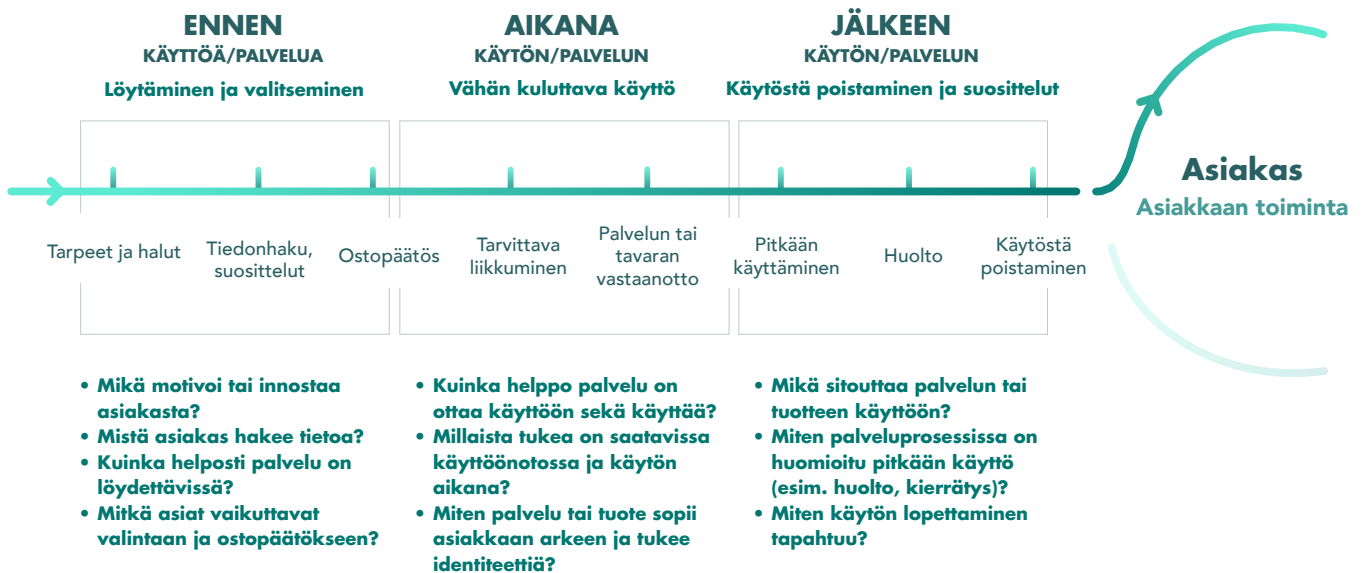 ENNEN
KÄYTTÖÄ/PALVELUA
Löytäminen ja valitseminen
AIKANA
KÄYTÖN/PALVELUN
Vähän kuluttava käyttö
JÄLKEEN
KÄYTÖN/PALVELUN
Käytöstä poistaminen ja suosittelut
Tarpeet ja halut
Tiedonhaku,
suosittelut
Ostopäätös
Tarvittava
liikkuminen
Palvelun tai
tavaran
vastaanotto
Pitkään
käyttäminen
Huolto
Käytöstä
poistaminen
Asiakas
Asiakkaan toiminta
• Mikä motivoi tai innostaa
asiakasta?
• Mistä asiakas hakee tietoa?
• Kuinka helposti palvelu on
löydettävissä?
• Mitkä asiat vaikuttavat
valintaan ja ostopäätökseen?
• Kuinka helppo palvelu on
ottaa käyttöön sekä käyttää?
• Millaista tukea on saatavissa
käyttöönotossa ja käytön
aikana?
• Miten palvelu tai tuote sopii
asiakkaan arkeen ja tukee
identiteettiä?
• Mikä sitouttaa palvelun tai
tuotteen käyttöön?
• Miten palveluprosessissa on
huomioitu pitkään käyttö
(esim. huolto, kierrätys)?
• Miten käytön lopettaminen
tapahtuu?